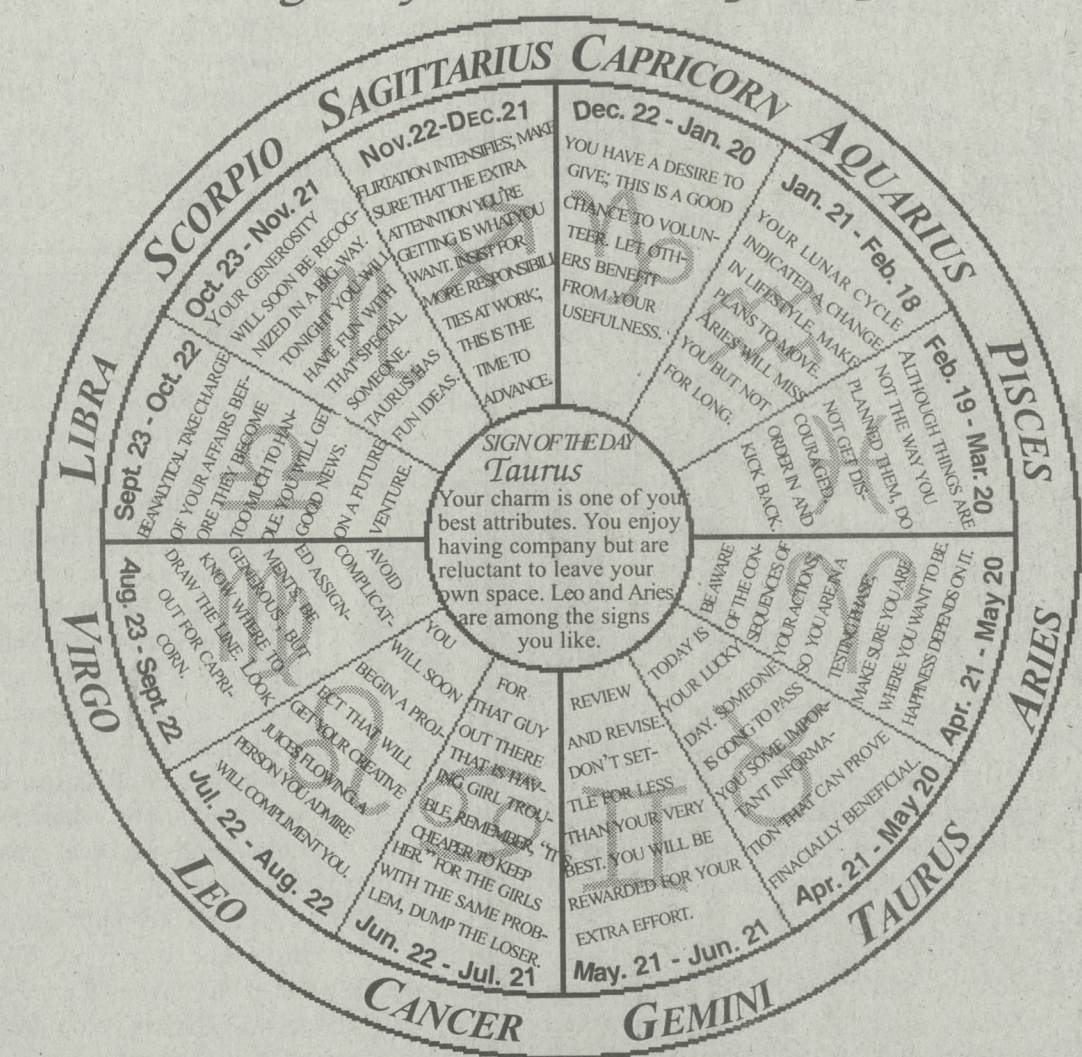 SAGITTARIUS
Nov.22-DEC.21
FLIRTATION INTENSIFIES; MAKE
SURE THAT THE EXTRA
ATTENNTION YOU'RE
GETTING IS WHAT YOU
WANT. INSIST FOR
MORE RESPONSIBILI
TIES AT WORK;
THIS IS THE
TIME TO
ADVANCE.
CAPRICORN
Dec. 22 - Jan. 20
YOU HAVE A DESIRE TO
GIVE; THIS IS A GOOD
CHANCE TO VOLUN-
TEER. LET OTH-
ERS BENEFIT
FROM YOUR
USEFULNESS.
AQUARIUS
Jan. 21 - Feb. 18
YOUR LUNAR CYCLE
INDICATED A CHANGE
IN LIFESTYLE. MAKE
PLANS TO MOVE.
ARIES WILL MISS
YOU BUT NOT
FOR LONG.
PISCES
Feb. 19 - Mar. 20
ALTHOUGH THINGS ARE
NOT THE WAY YOU
PLANNED THEM, DO
NOT GET DIS-
COURAGED,
ORDER IN AND
KICK BACK.
ARIES
Apr. 21 - May 20
BE AWARE
OF THE CON-
SEQUENCES OF
YOUR ACTIONS,
SO YOU ARE IN A
TESTING PHASE,
MAKE SURE YOU ARE
WHERE YOU WANT TO BE.
HAPPINESS DEPENDS ON IT.
TAURUS
Apr. 21 - May 20
TODAY IS
YOUR LUCKY
DAY. SOMEONE
IS GOING TO PASS
YOU SOME IMPOR-
TANT INFORMA-
TION THAT CAN PROVE
FINACIALLY BENEFICIAL.
GEMINI
May. 21 - Jun. 21
REVIEW
AND REVISE.
DON'T SET-
TLE FOR LESS
THAN YOUR VERY
BEST. YOU WILL BE
REWARDED FOR YOUR
EXTRA EFFORT.
CANCER
Jun. 22 - Jul. 21
FOR
THAT GUY
OUT THERE
THAT IS HAV-
ING GIRL TROU-
BLE, REMEMBER, "IT'S
CHEAPER TO KEEP
HER." FOR THE GIRLS
WITH THE SAME PROB-
LEM, DUMP THE LOSER.
LEO
Jul. 22 - Aug. 22
YOU
WILL SOON
BEGIN A PROJ-
ECT THAT WILL
GET YOUR CREATIVE
JUICES FLOWING. A
PERSON YOU ADMIRE
WILL COMPLIMENT YOU.
VIRGO
Aug. 23 - Sept. 22
AVOID
COMPLICAT-
ED ASSIGN-
MENTS. BE
GENEROUS, BUT
KNOW WHERE TO
DRAW THE LINE. LOOK
OUT FOR CAPRI-
CORN.
LIBRA
Sept. 23 - Oct. 22
BE ANALYTICAL TAKE CHARGE
OF YOUR AFFAIRS BEF-
ORE THEY BECOME
TOO MUCH TO HAN-
DLE. YOU WILL GET
GOOD NEWS.
ON A FUTURE
VENTURE.
SCORPIO
Oct. 23 - Nov. 21
YOUR GENEROSITY
WILL SOON BE RECOG-
NIZED IN A BIG WAY.
TONIGHT YOU WILL
HAVE FUN WITH
THAT SPECIAL
SOMEONE.
TAURUS HAS
FUN IDEAS.
SIGN OF THE DAY
Taurus
Your charm is one of your
best attributes. You enjoy
having company but are
reluctant to leave your
own space. Leo and Aries
are among the signs
you like.